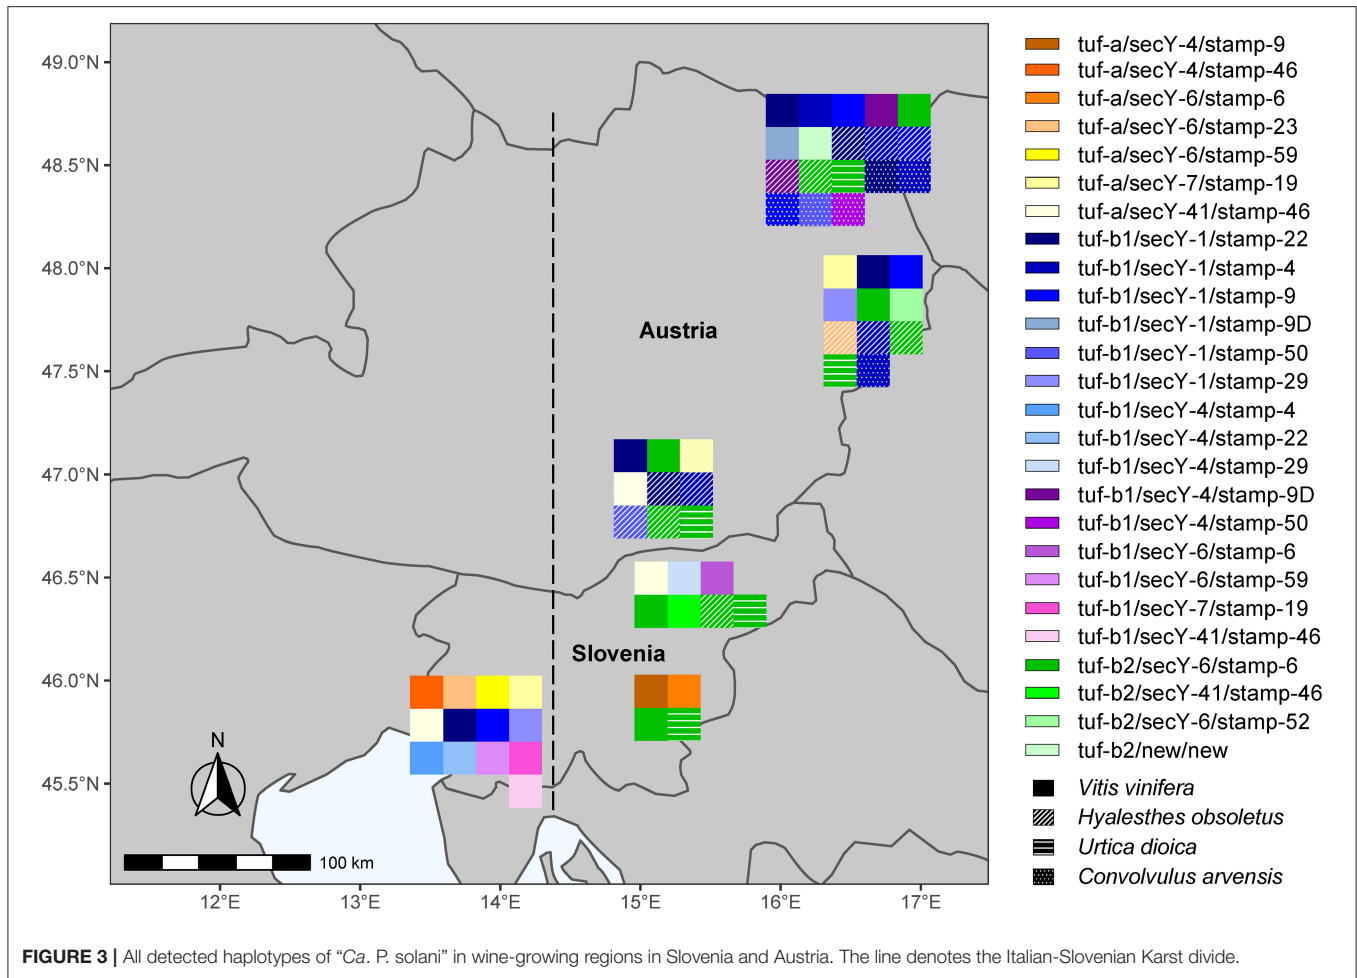 49.0°N
48.5°N
48.0°N
47.5°N
47.0°N
46.5°N
46.0°N
45.5°N
12°E
13°E
14°E
15°E
16°E
17°E
Austria
Slovenia
N
100 km
tuf-a/secY-4/stamp-9
tuf-a/secY-4/stamp-46
tuf-a/secY-6/stamp-6
tuf-a/secY-6/stamp-23
tuf-a/secY-6/stamp-59
tuf-a/secY-7/stamp-19
tuf-a/secY-41/stamp-46
tuf-b1/secY-1/stamp-22
tuf-b1/secY-1/stamp-4
tuf-b1/secY-1/stamp-9
tuf-b1/secY-1/stamp-9D
tuf-b1/secY-1/stamp-50
tuf-b1/secY-1/stamp-29
tuf-b1/secY-4/stamp-4
tuf-b1/secY-4/stamp-22
tuf-b1/secY-4/stamp-29
tuf-b1/secY-4/stamp-9D
tuf-b1/secY-4/stamp-50
tuf-b1/secY-6/stamp-6
tuf-b1/secY-6/stamp-59
tuf-b1/secY-7/stamp-19
tuf-b1/secY-41/stamp-46
tuf-b2/secY-6/stamp-6
tuf-b2/secY-41/stamp-46
tuf-b2/secY-6/stamp-52
tuf-b2/new/new
Vitis vinifera
Hyalesthes obsoletus
Urtica dioica
Convolvulus arvensis
FIGURE 3 | All detected haplotypes of “Ca. P. solani” in wine-growing regions in Slovenia and Austria. The line denotes the Italian-Slovenian Karst divide.